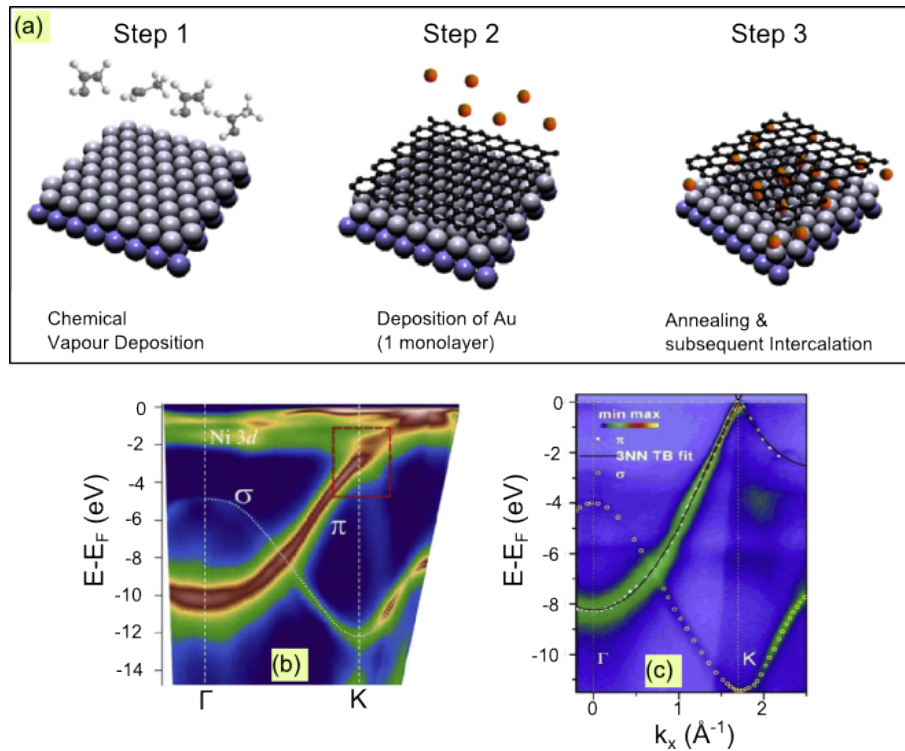 (a)
Step 1
Step 2
Step 3
Chemical
Vapour Deposition
Deposition of Au
(1 monolayer)
Annealing &
subsequent Intercalation
0
-2
-4
-6
-8
-10
-12
-14
E-E_F (eV)
Ni 3d
σ
π
(b)
Γ
K
0
-2
-4
-6
-8
-10
E-E_F (eV)
min max
π
3NN TB fit
σ
Γ
(c)
K
0
1
2
k_x (Å⁻¹)